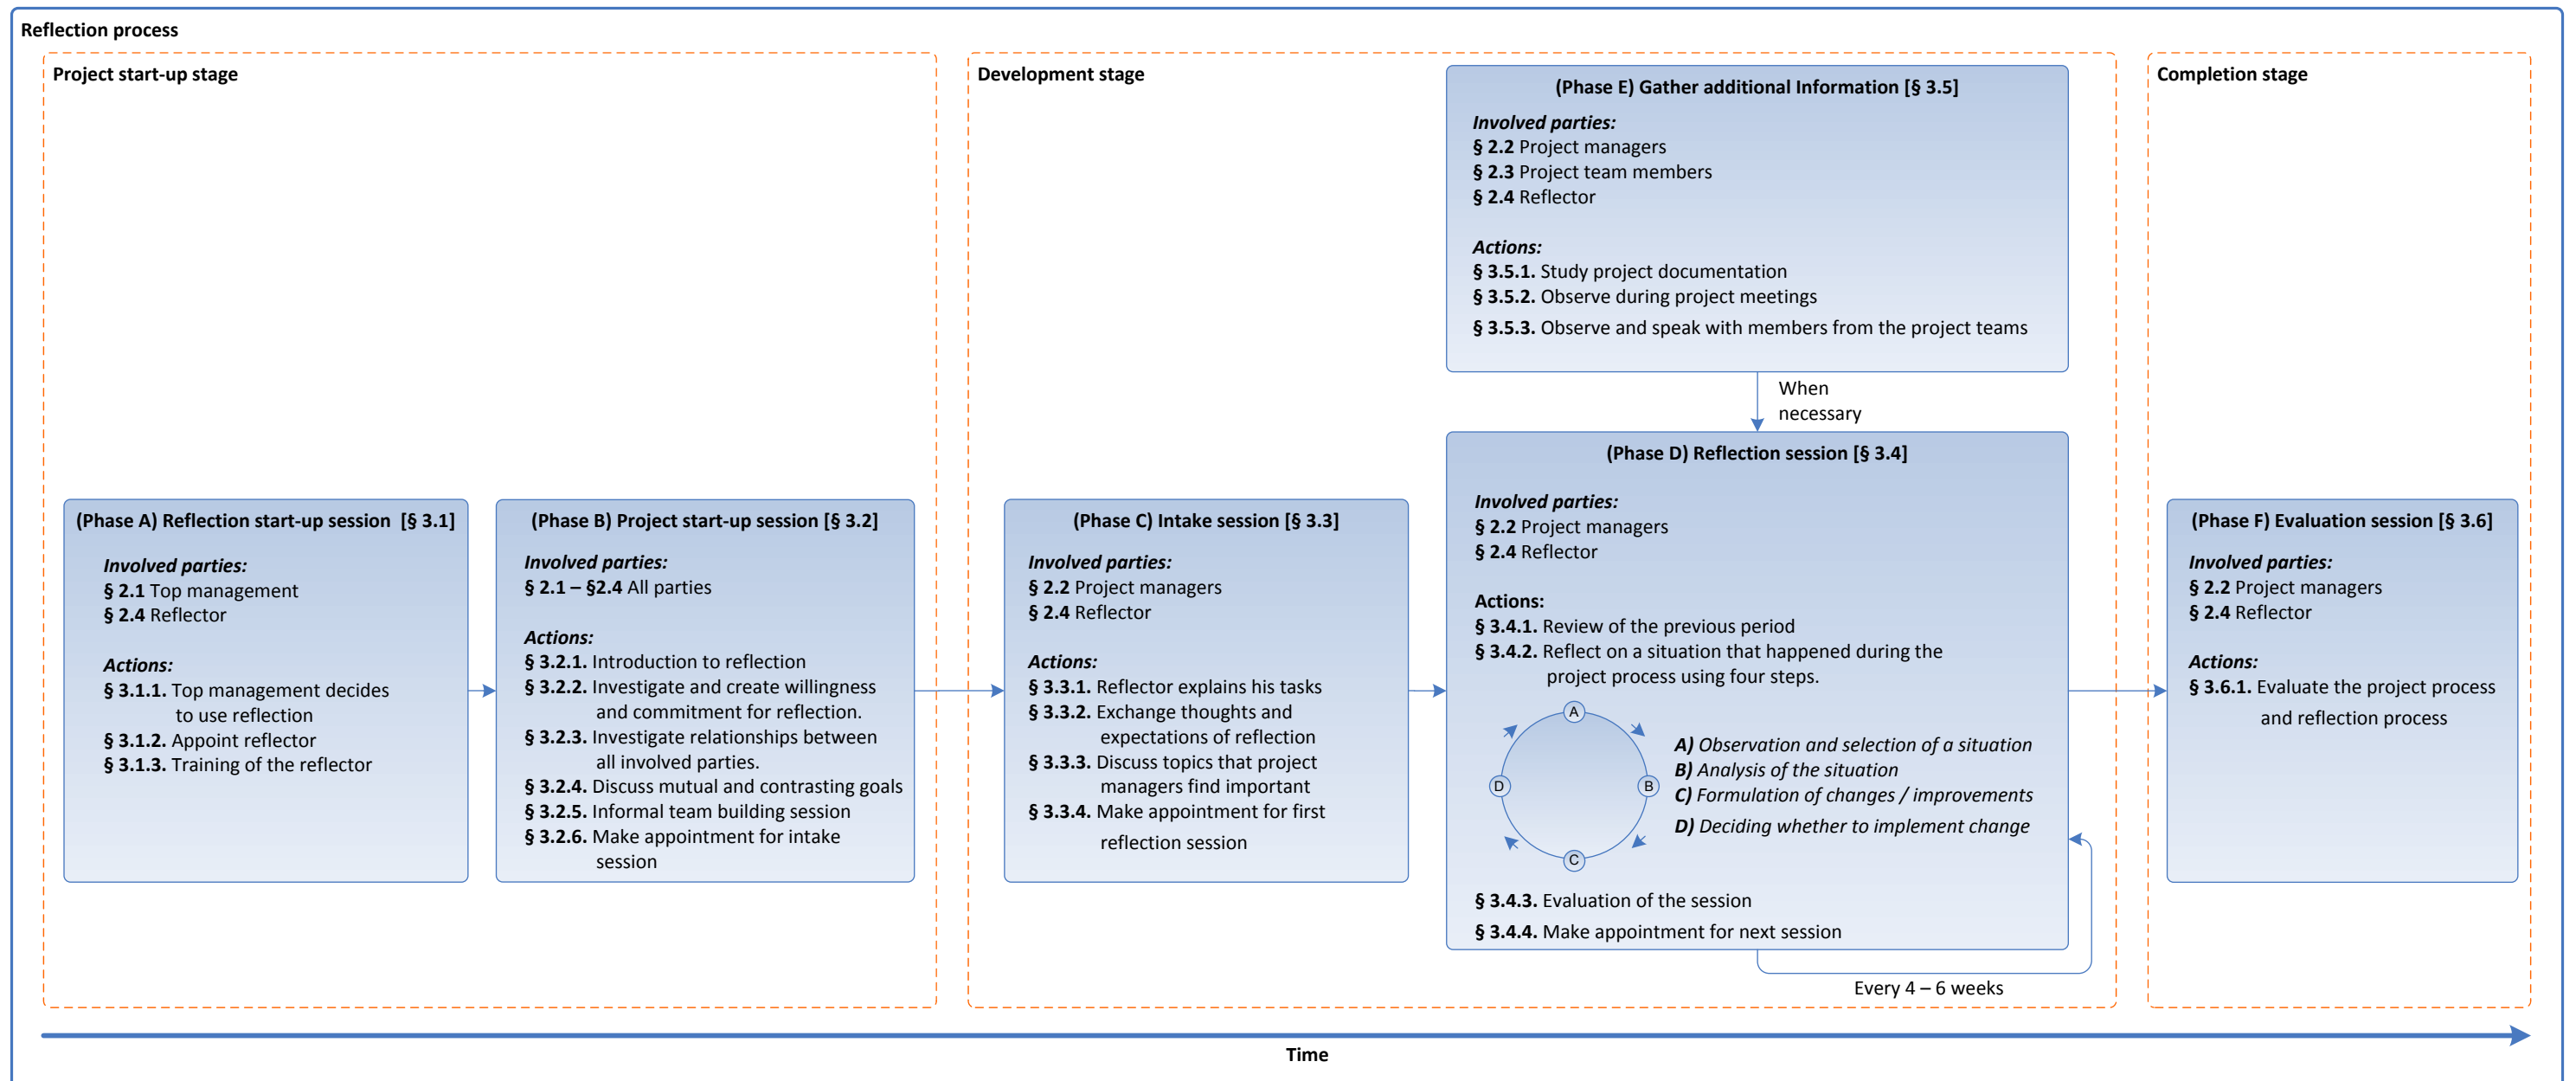 Reflection process
Project start-up stage
(Phase A) Reflection start-up session [§ 3.1]
Involved parties:
§ 2.1 Top management
§ 2.4 Reflector
Actions:
§ 3.1.1. Top management decides
to use reflection
§ 3.1.2. Appoint reflector
§ 3.1.3. Training of the reflector
(Phase B) Project start-up session [§ 3.2]
Involved parties:
§ 2.1 – §2.4 All parties
Actions:
§ 3.2.1. Introduction to reflection
§ 3.2.2. Investigate and create willingness
and commitment for reflection.
§ 3.2.3. Investigate relationships between
all involved parties.
§ 3.2.4. Discuss mutual and contrasting goals
§ 3.2.5. Informal team building session
§ 3.2.6. Make appointment for intake
session
Development stage
(Phase C) Intake session [§ 3.3]
Involved parties:
§ 2.2 Project managers
§ 2.4 Reflector
Actions:
§ 3.3.1. Reflector explains his tasks
§ 3.3.2. Exchange thoughts and
expectations of reflection
§ 3.3.3. Discuss topics that project
managers find important
§ 3.3.4. Make appointment for first
reflection session
(Phase E) Gather additional Information [§ 3.5]
Involved parties:
§ 2.2 Project managers
§ 2.3 Project team members
§ 2.4 Reflector
Actions:
§ 3.5.1. Study project documentation
§ 3.5.2. Observe during project meetings
§ 3.5.3. Observe and speak with members from the project teams
When
necessary
(Phase D) Reflection session [§ 3.4]
Involved parties:
§ 2.2 Project managers
§ 2.4 Reflector
Actions:
§ 3.4.1. Review of the previous period
§ 3.4.2. Reflect on a situation that happened during the
project process using four steps.
A
B
C
D
A) Observation and selection of a situation
B) Analysis of the situation
C) Formulation of changes / improvements
D) Deciding whether to implement change
§ 3.4.3. Evaluation of the session
§ 3.4.4. Make appointment for next session
Every 4 – 6 weeks
Completion stage
(Phase F) Evaluation session [§ 3.6]
Involved parties:
§ 2.2 Project managers
§ 2.4 Reflector
Actions:
§ 3.6.1. Evaluate the project process
and reflection process
Time